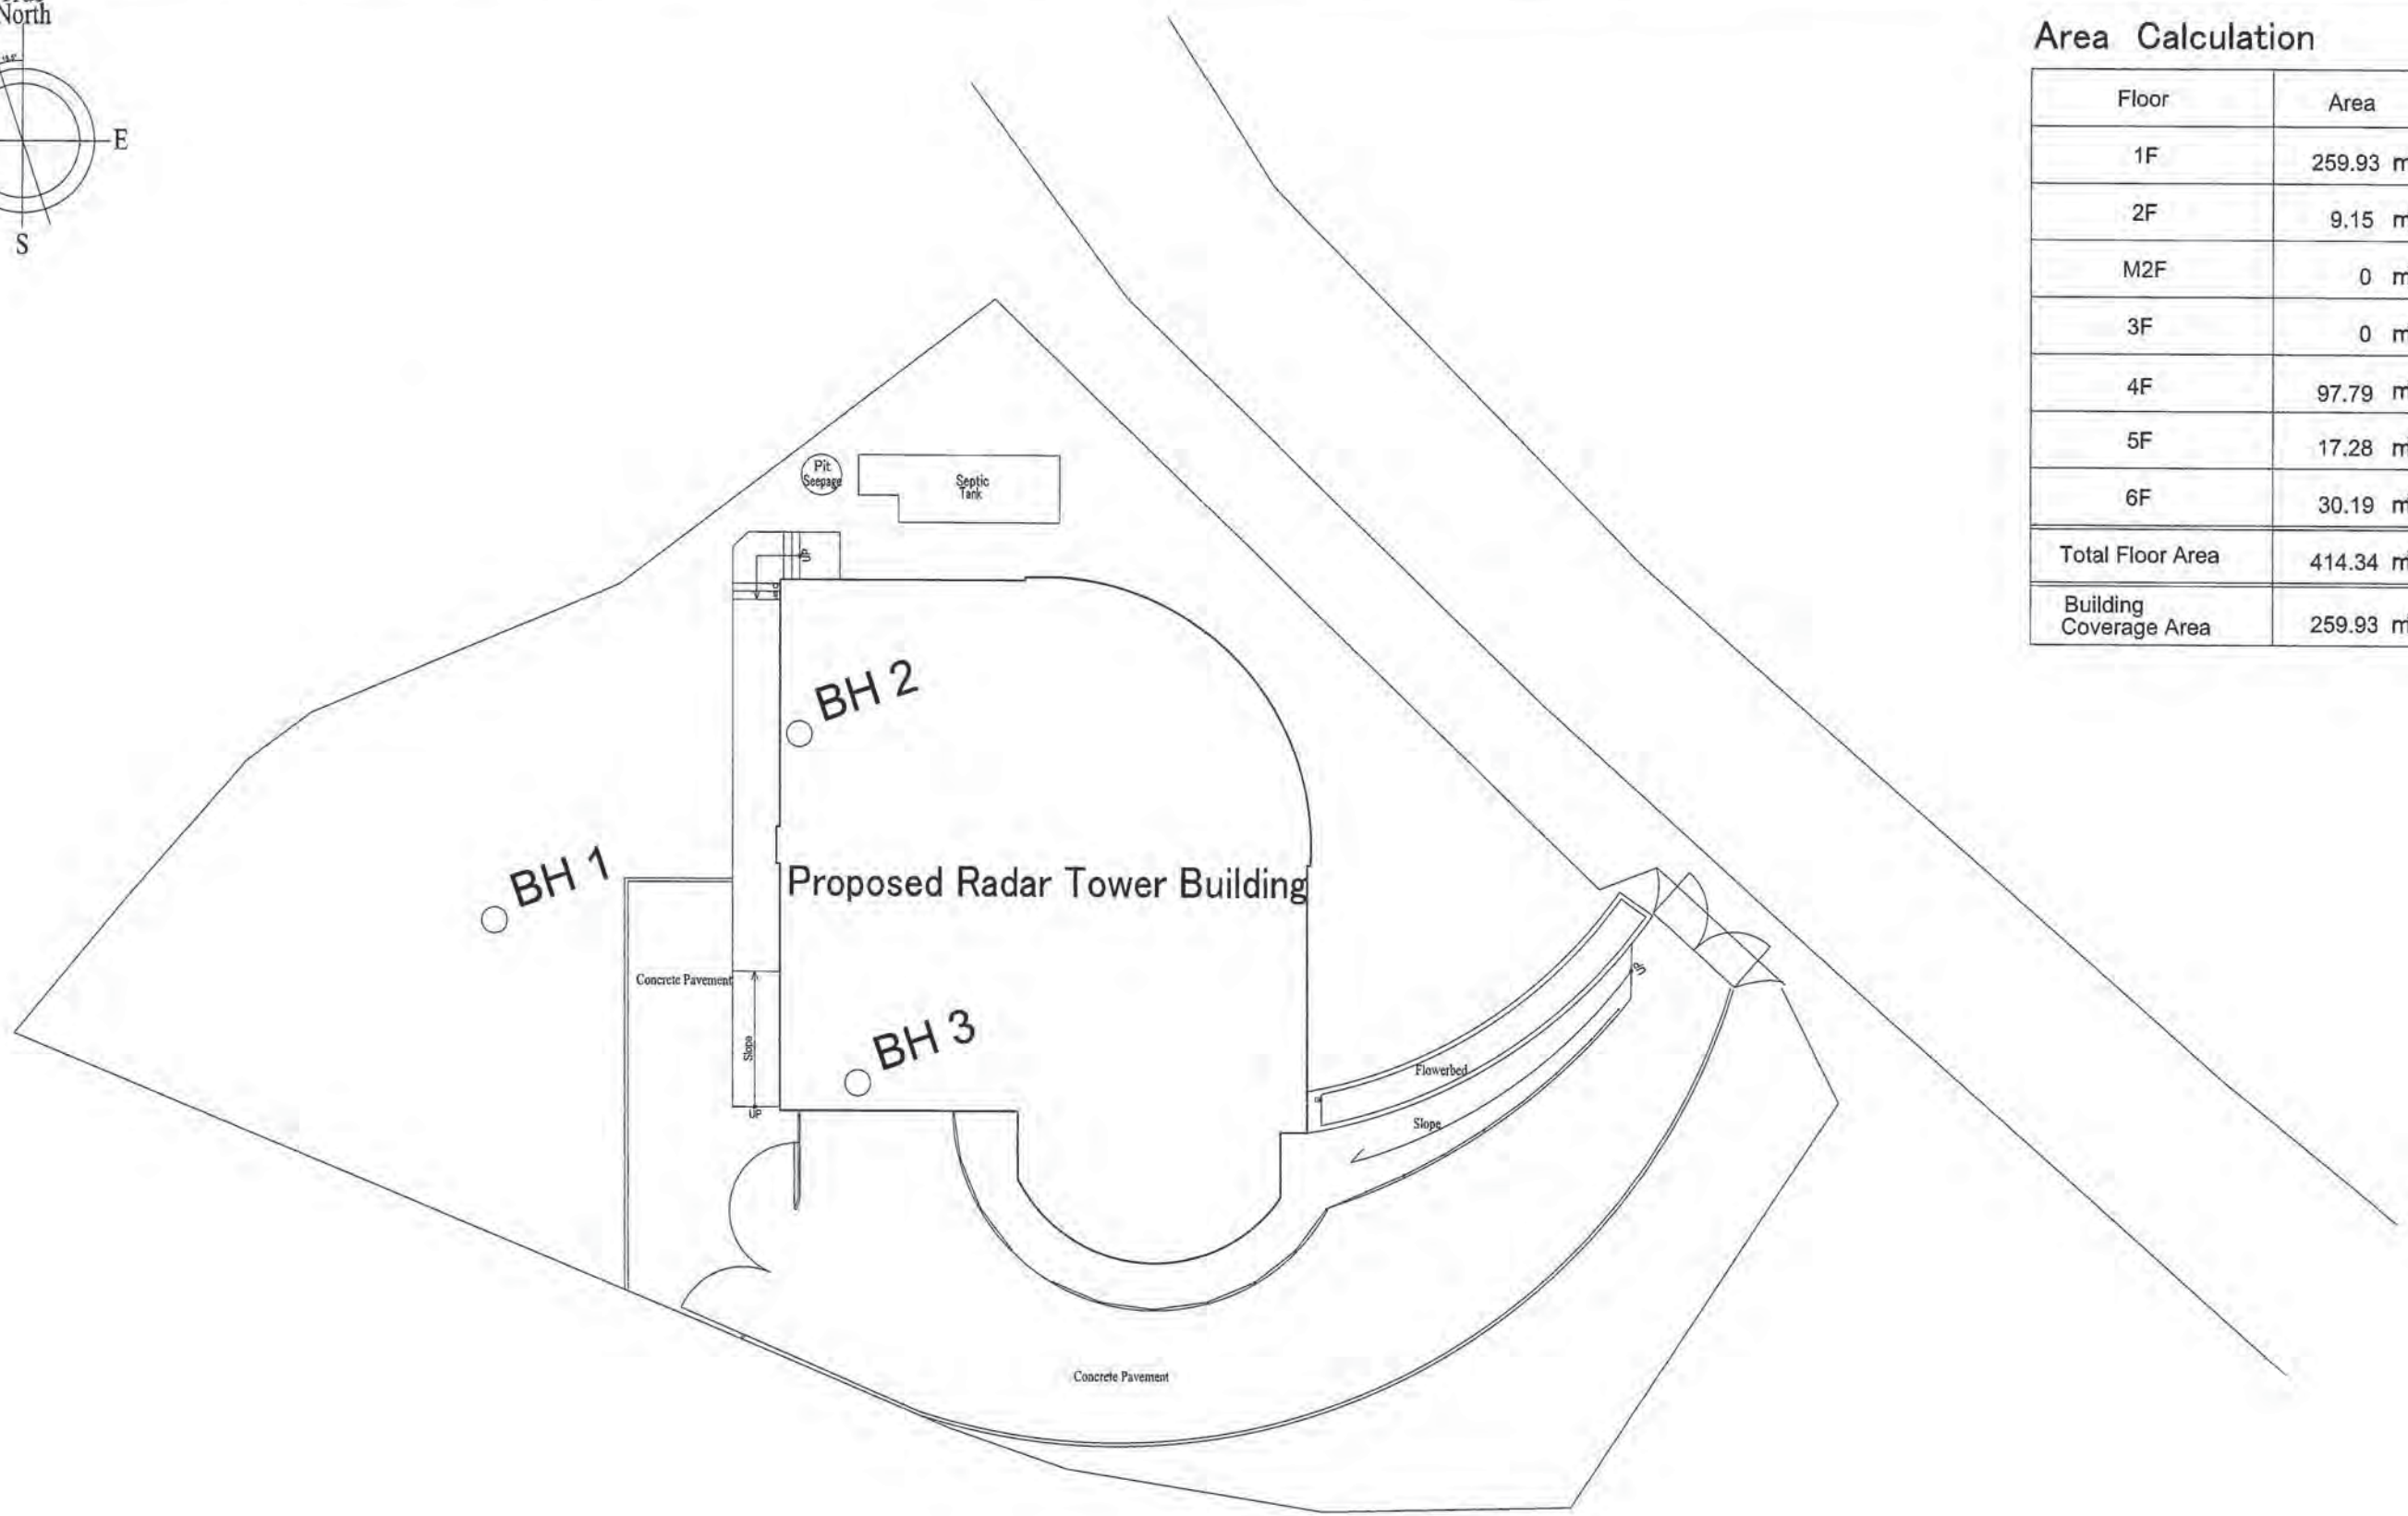 North
E
S
Area Calculation
Floor Area
1F 259.93 m
2F 9.15 m
M2F 0 m
3F 0 m
4F 97.79 m
5F 17.28 m
6F 30.19 m
Total Floor Area 414.34 m
Building
Coverage Area 259.93 m
Pit
Seepage
Septic
Tank
UP
BH 2
BH 1
Proposed Radar Tower Building
Concrete Pavement
BH 3
Slope
UP
UP
Flowerbed
Slope
Concrete Pavement